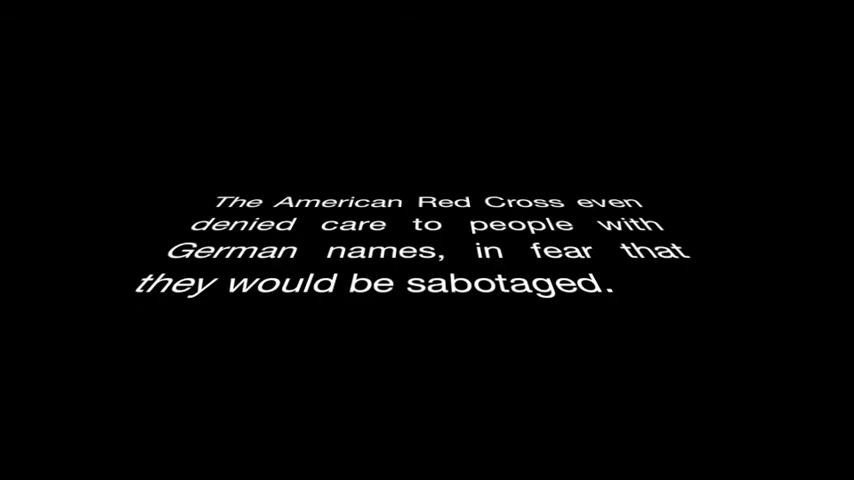 The American Red Cross even
denied care to people with
German names, in fear that
they would be sabotaged.